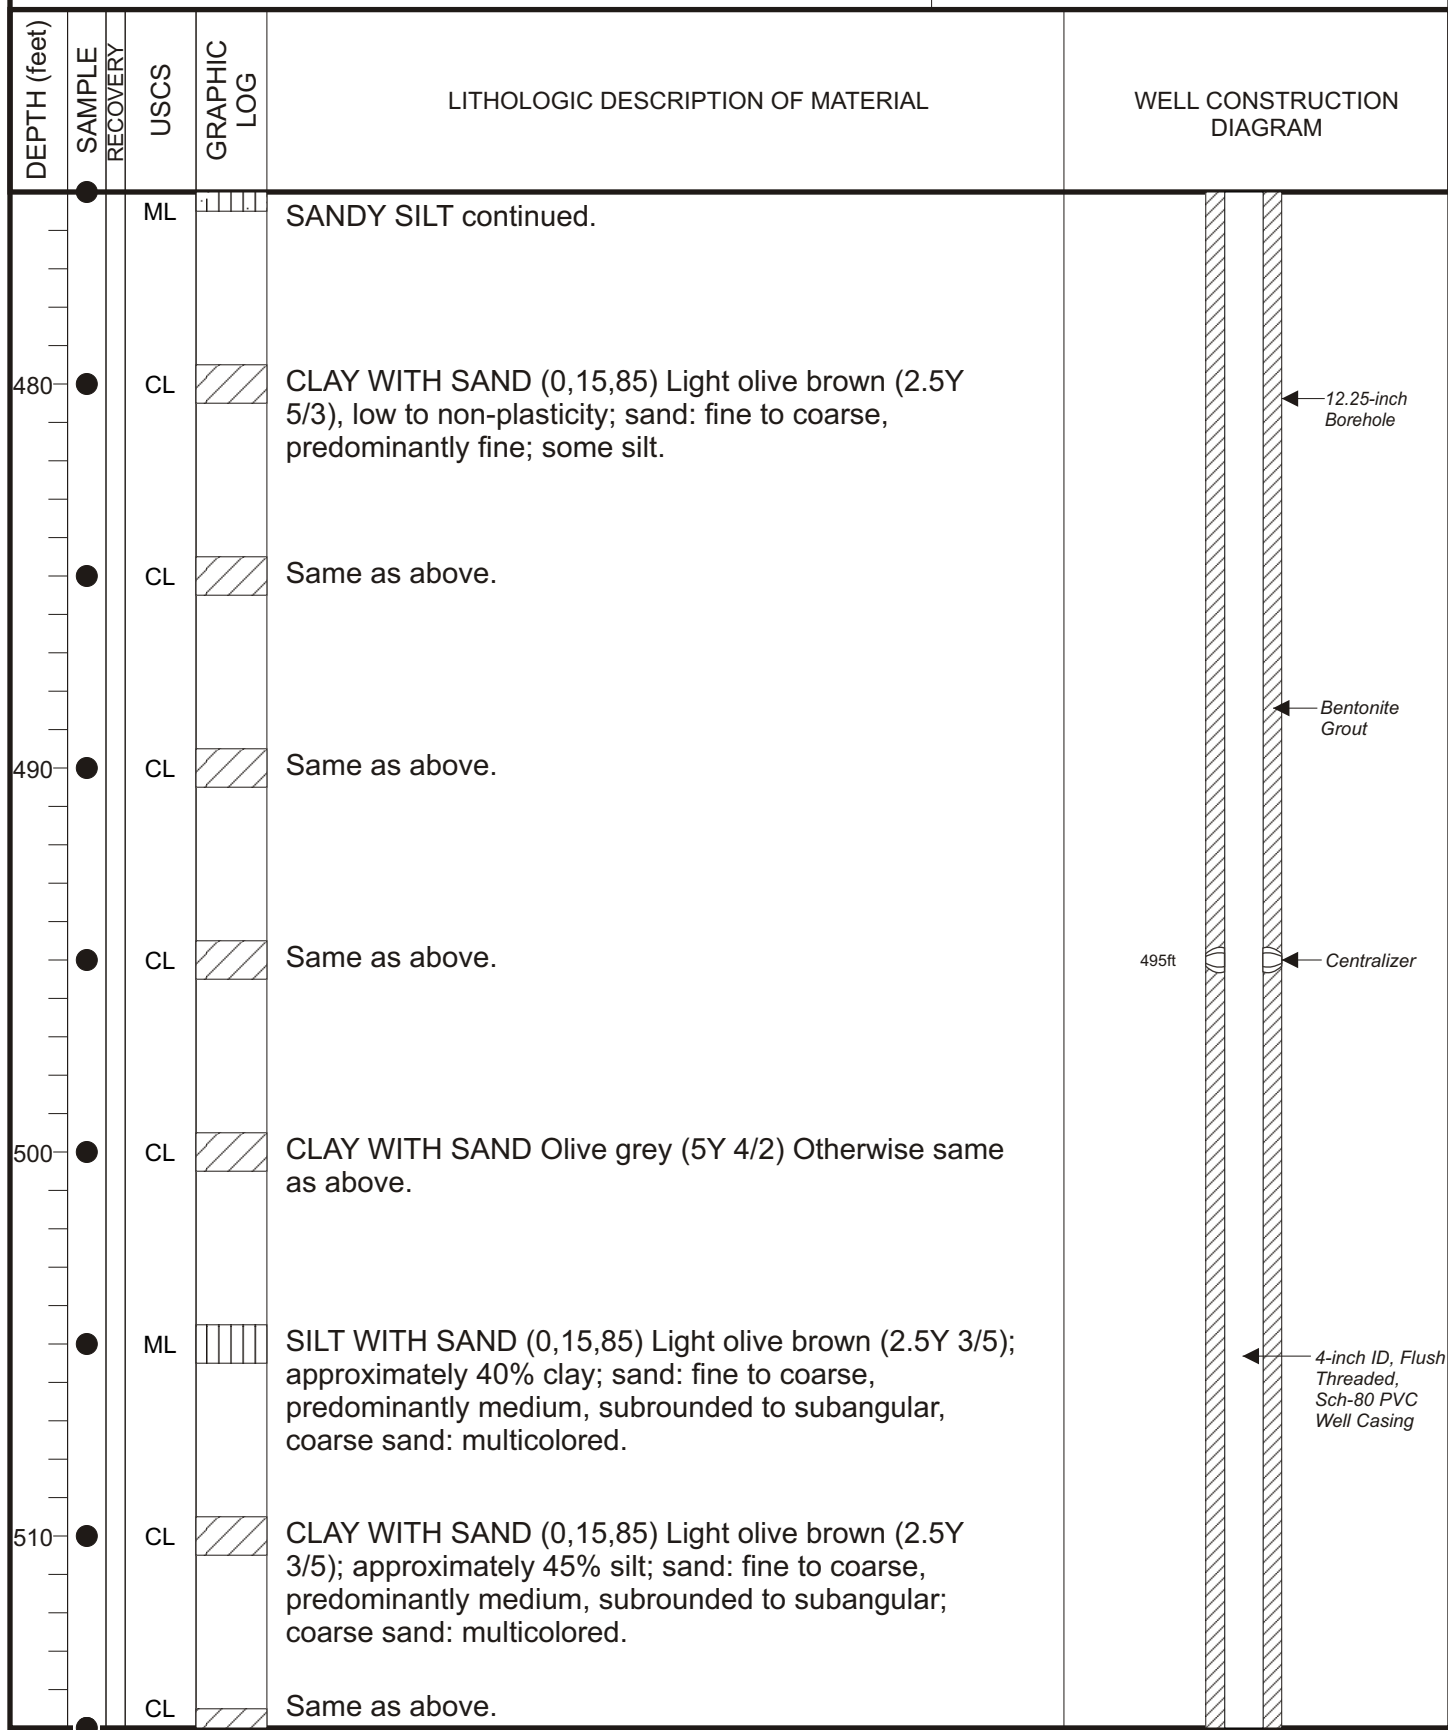 DEPTH (feet)
SAMPLE
RECOVERY
USCS
GRAPHIC
LOG
LITHOLOGIC DESCRIPTION OF MATERIAL
WELL CONSTRUCTION
DIAGRAM
ML
SANDY SILT continued.
480
CL
CLAY WITH SAND (0,15,85) Light olive brown (2.5Y
5/3), low to non-plasticity; sand: fine to coarse,
predominantly fine; some silt.
12.25-inch
Borehole
CL
Same as above.
Bentonite
Grout
490
CL
Same as above.
CL
Same as above.
495ft
Centralizer
500
CL
CLAY WITH SAND Olive grey (5Y 4/2) Otherwise same
as above.
ML
SILT WITH SAND (0,15,85) Light olive brown (2.5Y 3/5);
approximately 40% clay; sand: fine to coarse,
predominantly medium, subrounded to subangular,
coarse sand: multicolored.
4-inch ID, Flush
Threaded,
Sch-80 PVC
Well Casing
510
CL
CLAY WITH SAND (0,15,85) Light olive brown (2.5Y
3/5); approximately 45% silt; sand: fine to coarse,
predominantly medium, subrounded to subangular;
coarse sand: multicolored.
CL
Same as above.